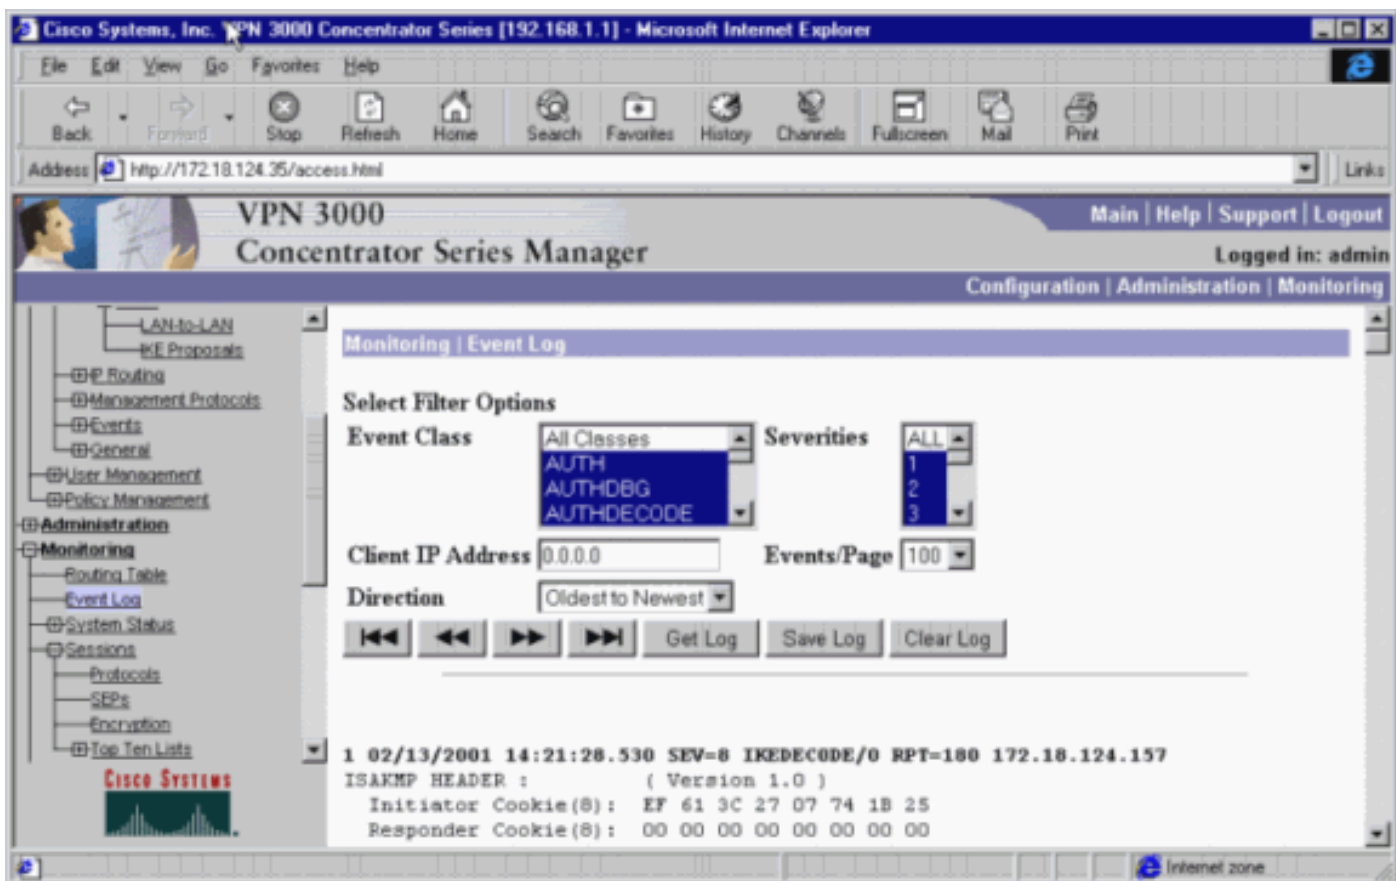 Cisco Systems, Inc. VPN 3000 Concentrator Series [192.168.1.1] - Microsoft Internet Explorer
File Edit View Go Favorites Help
Back Forward Stop Refresh Home Search Favorites History Channels Fullscreen Mail Print
Address http://172.18.124.35/access.html Links
VPN 3000
Concentrator Series Manager
Main | Help | Support | Logout
Logged in: admin
Configuration | Administration | Monitoring
LAN-to-LAN
IKE Proposals
IP Routing
Management Protocols
Events
General
User Management
Policy Management
Administration
Monitoring
Routing Table
Event Log
System Status
Sessions
Protocols
SEPs
Encryption
Top Ten Lists
CISCO SYSTEMS
Monitoring | Event Log
Select Filter Options
Event Class All Classes Severities ALL
AUTH 1
AUTHDBG 2
AUTHDECODE 3
Client IP Address 0.0.0.0 Events/Page 100
Direction Oldest to Newest
Get Log Save Log Clear Log
1 02/13/2001 14:21:28.530 SEV=8 IKEDECODE/0 RPT=180 172.18.124.157
ISAKMP HEADER : ( Version 1.0 )
Initiator Cookie(8): EF 61 3C 27 07 74 1B 25
Responder Cookie(8): 00 00 00 00 00 00 00 00
Internet zone